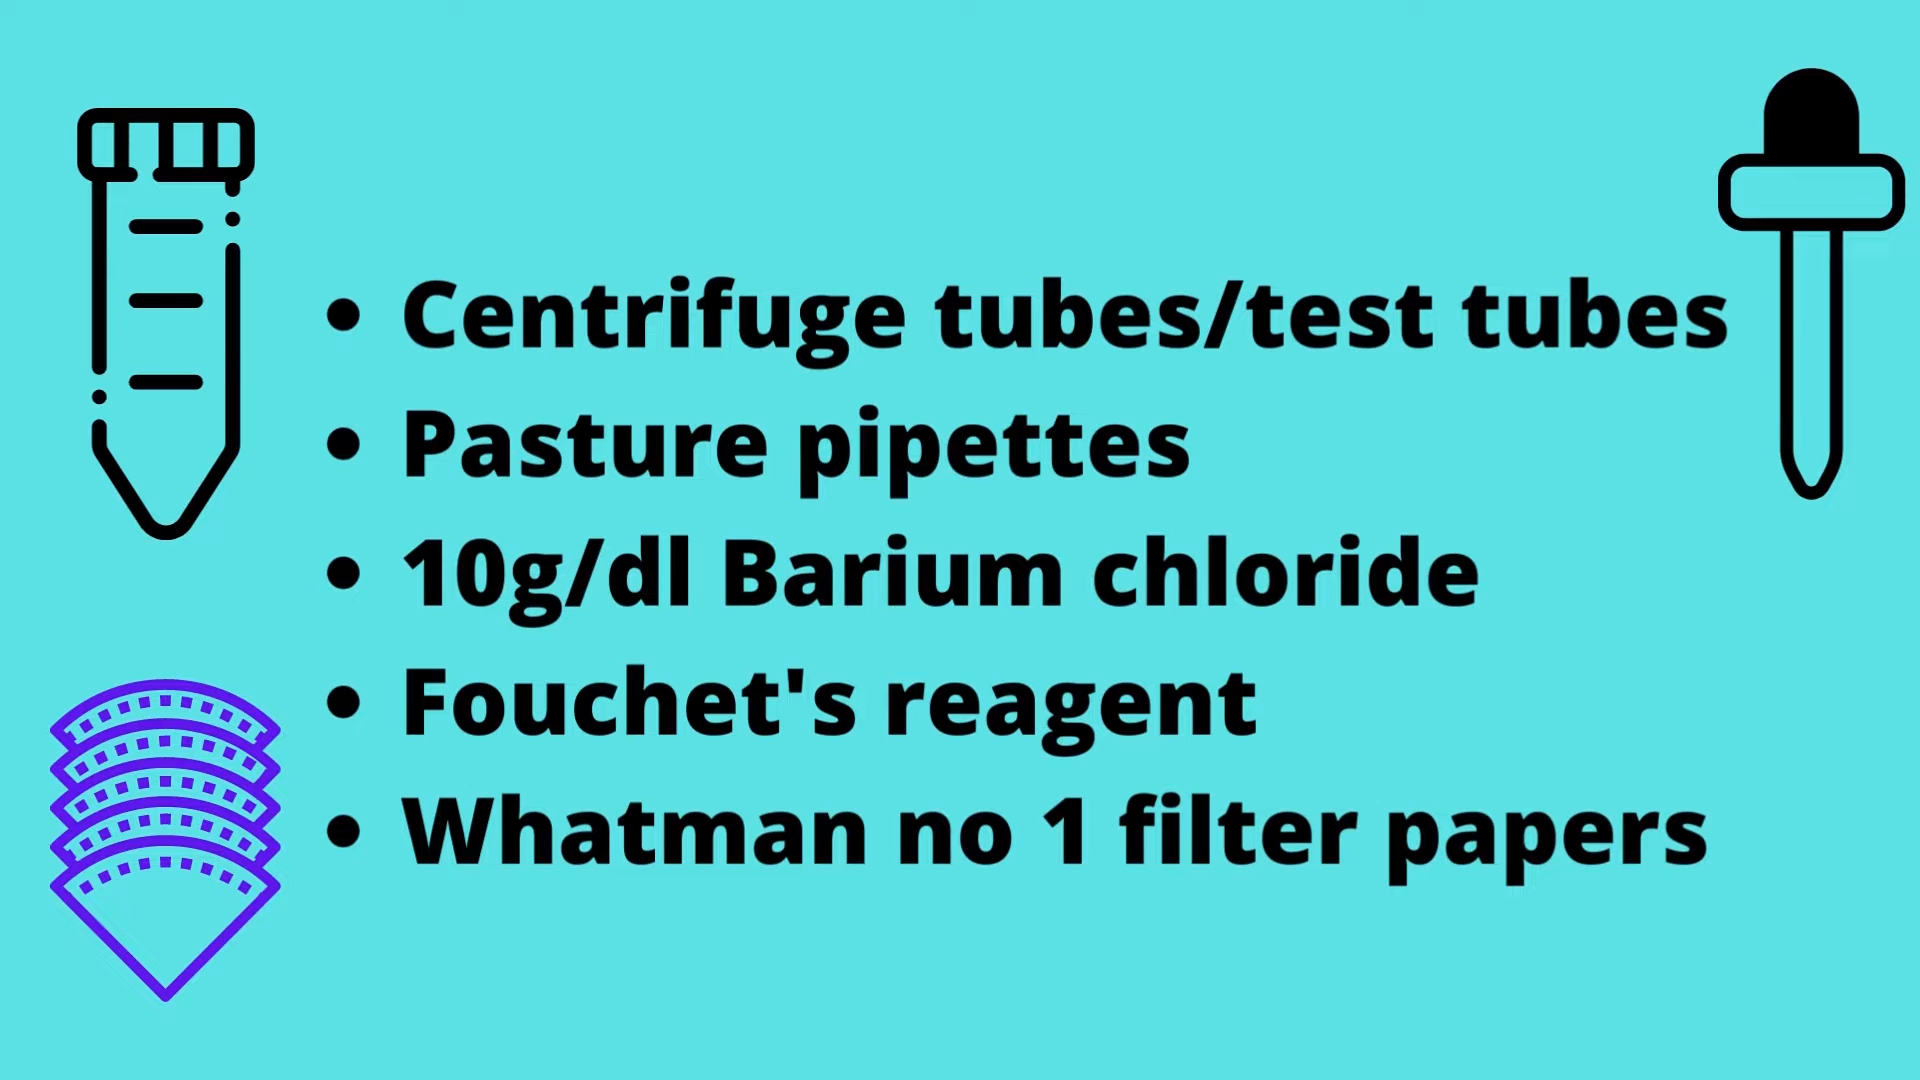 • Centrifuge tubes/test tubes
• Pasture pipettes
• 10g/dl Barium chloride
• Fouchet's reagent
• Whatman no 1 filter papers